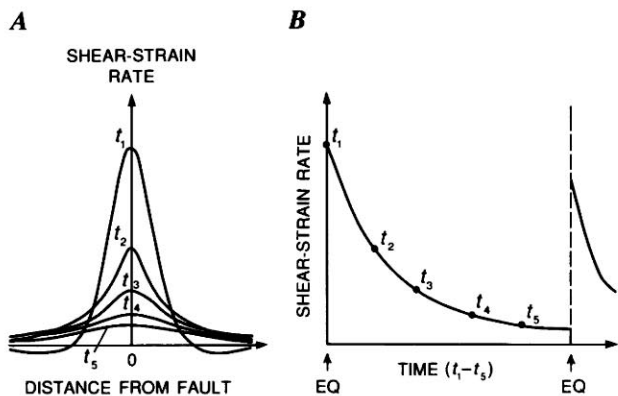 A
SHEAR-STRAIN
RATE
t₁
t₂
t₃
t₄
t₅
0
DISTANCE FROM FAULT
B
SHEAR-STRAIN RATE
t₁
t₂
t₃
t₄
t₅
TIME (t₁–t₅)
EQ
EQ